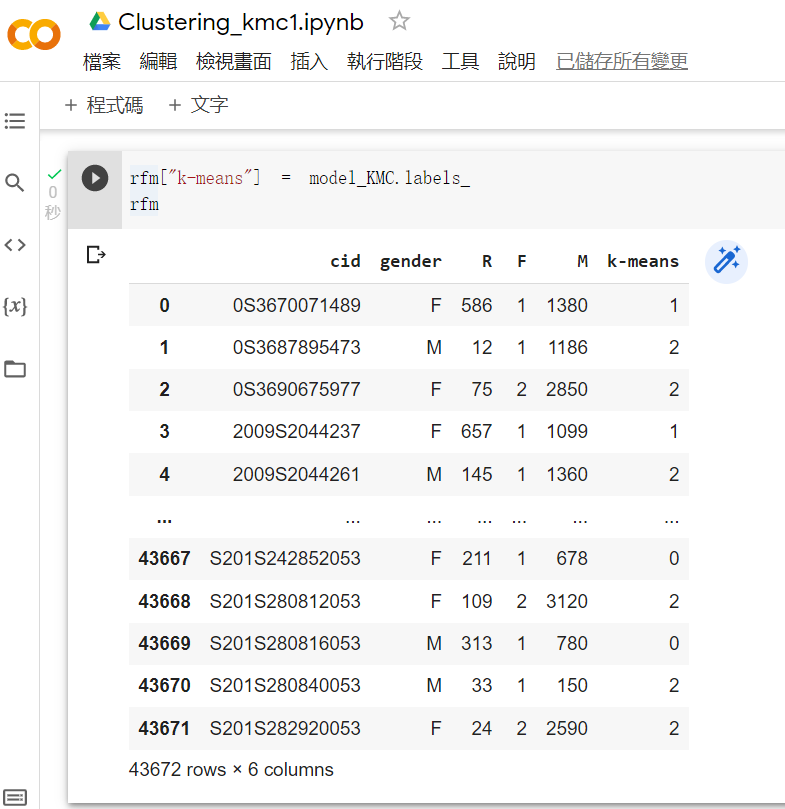 Clustering_kmc1.ipynb
檔案 編輯 檢視畫面 插入 執行階段 工具 說明 已儲存所有變更
+ 程式碼 + 文字
rfm["k-means"] = model_KMC.labels_
rfm
0
秒
{x}
cid gender R F M k-means
0 0S3670071489 F 586 1 1380 1
1 0S3687895473 M 12 1 1186 2
2 0S3690675977 F 75 2 2850 2
3 2009S2044237 F 657 1 1099 1
4 2009S2044261 M 145 1 1360 2
... ... ... ... ... ... ...
43667 S201S242852053 F 211 1 678 0
43668 S201S280812053 F 109 2 3120 2
43669 S201S280816053 M 313 1 780 0
43670 S201S280840053 M 33 1 150 2
43671 S201S282920053 F 24 2 2590 2
43672 rows × 6 columns